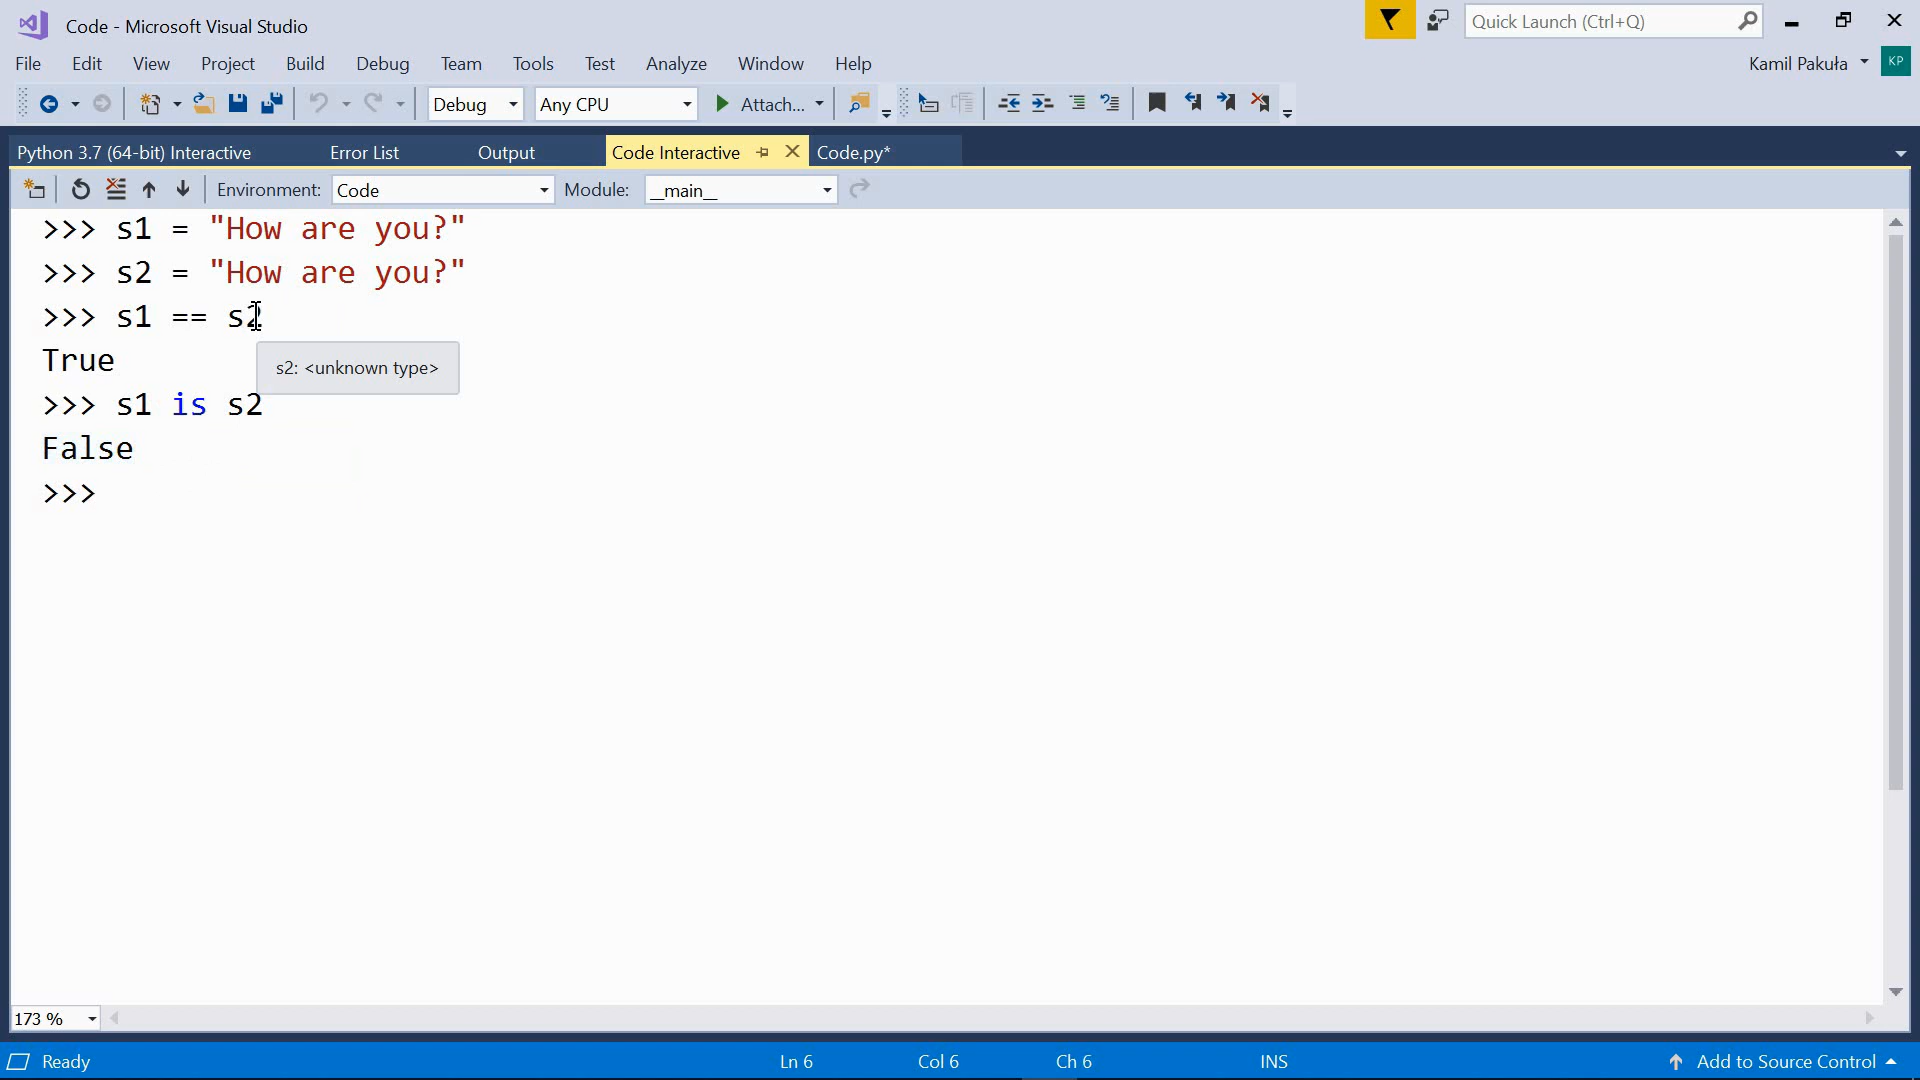 Code - Microsoft Visual Studio
Quick Launch (Ctrl+Q)
File Edit View Project Build Debug Team Tools Test Analyze Window Help
Kamil Pakuła KP
Debug Any CPU Attach...
Python 3.7 (64-bit) Interactive Error List Output Code Interactive Code.py*
Environment: Code Module: __main__
>>> s1 = "How are you?"
>>> s2 = "How are you?"
>>> s1 == s2
True
s2: <unknown type>
>>> s1 is s2
False
>>>
173 %
Ready Ln 6 Col 6 Ch 6 INS Add to Source Control